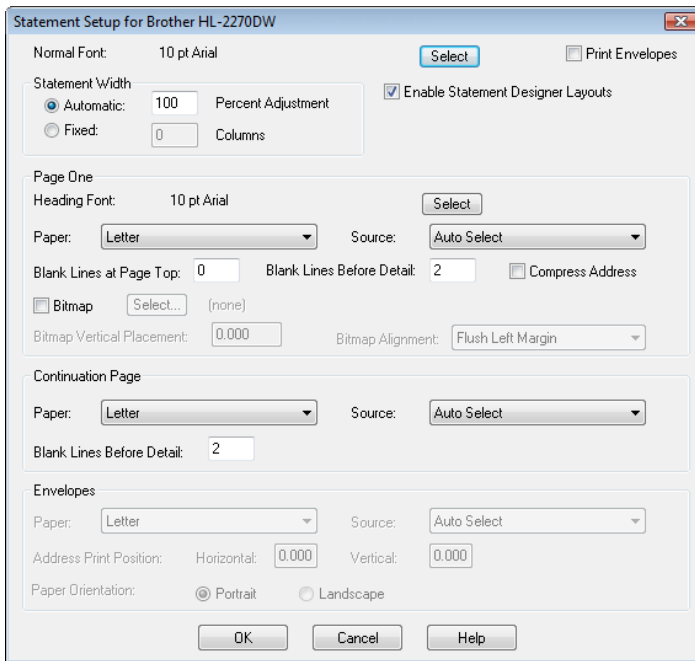 Statement Setup for Brother HL-2270DW
Normal Font: 10 pt Arial Select Print Envelopes
Statement Width
Automatic: 100 Percent Adjustment Enable Statement Designer Layouts
Fixed: 0 Columns
Page One
Heading Font: 10 pt Arial Select
Paper: Letter Source: Auto Select
Blank Lines at Page Top: 0 Blank Lines Before Detail: 2 Compress Address
Bitmap Select... (none)
Bitmap Vertical Placement: 0.000 Bitmap Alignment: Flush Left Margin
Continuation Page
Paper: Letter Source: Auto Select
Blank Lines Before Detail: 2
Envelopes
Paper: Letter Source: Auto Select
Address Print Position: Horizontal: 0.000 Vertical: 0.000
Paper Orientation: Portrait Landscape
OK Cancel Help